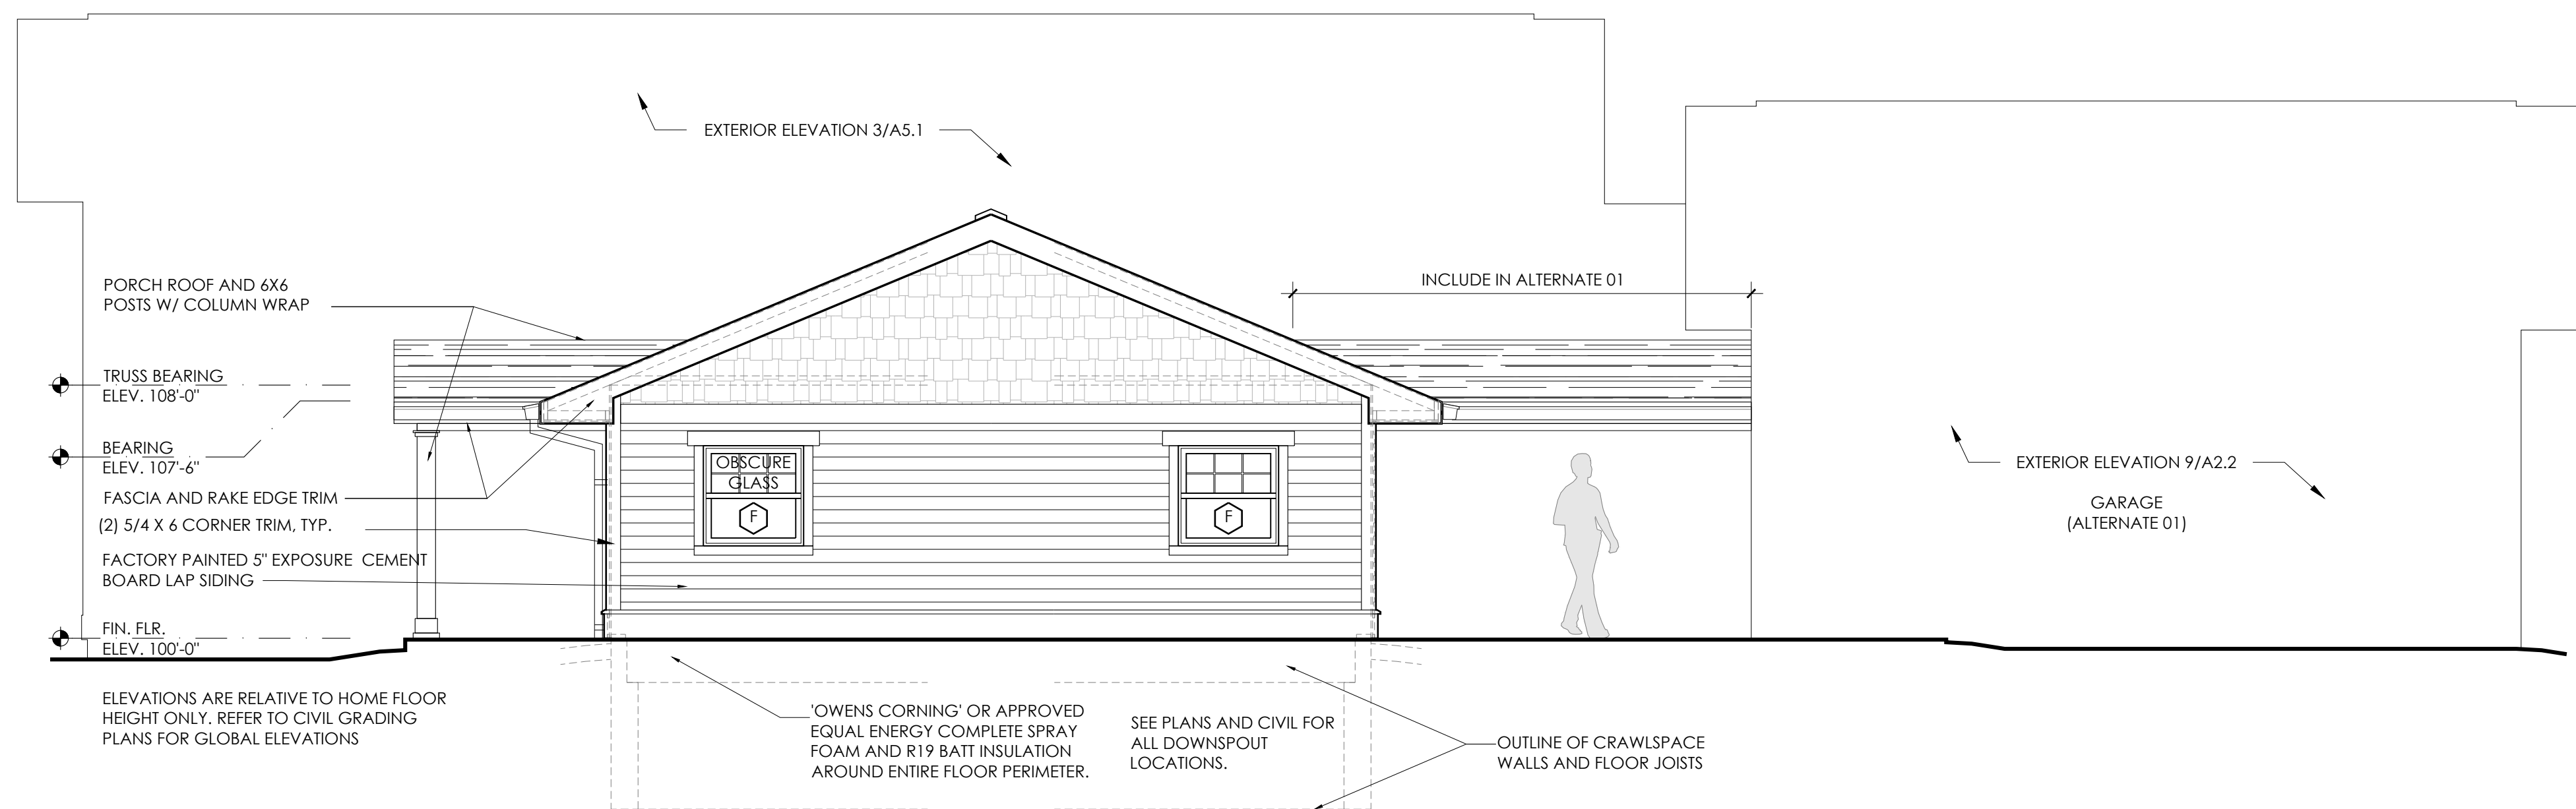 EXTERIOR ELEVATION 3/A5.1
INCLUDE IN ALTERNATE 01
PORCH ROOF AND 6X6
POSTS W/ COLUMN WRAP
TRUSS BEARING
ELEV. 108'-0"
BEARING
ELEV. 107'-6"
FASCIA AND RAKE EDGE TRIM
(2) 5/4 X 6 CORNER TRIM, TYP.
FACTORY PAINTED 5" EXPOSURE CEMENT
BOARD LAP SIDING
FIN. FLR.
ELEV. 100'-0"
OBSCURE
GLASS
F
F
EXTERIOR ELEVATION 9/A2.2
GARAGE
(ALTERNATE 01)
ELEVATIONS ARE RELATIVE TO HOME FLOOR
HEIGHT ONLY. REFER TO CIVIL GRADING
PLANS FOR GLOBAL ELEVATIONS
'OWENS CORNING' OR APPROVED
EQUAL ENERGY COMPLETE SPRAY
FOAM AND R19 BATT INSULATION
AROUND ENTIRE FLOOR PERIMETER.
SEE PLANS AND CIVIL FOR
ALL DOWNSPOUT
LOCATIONS.
OUTLINE OF CRAWLSPACE
WALLS AND FLOOR JOISTS